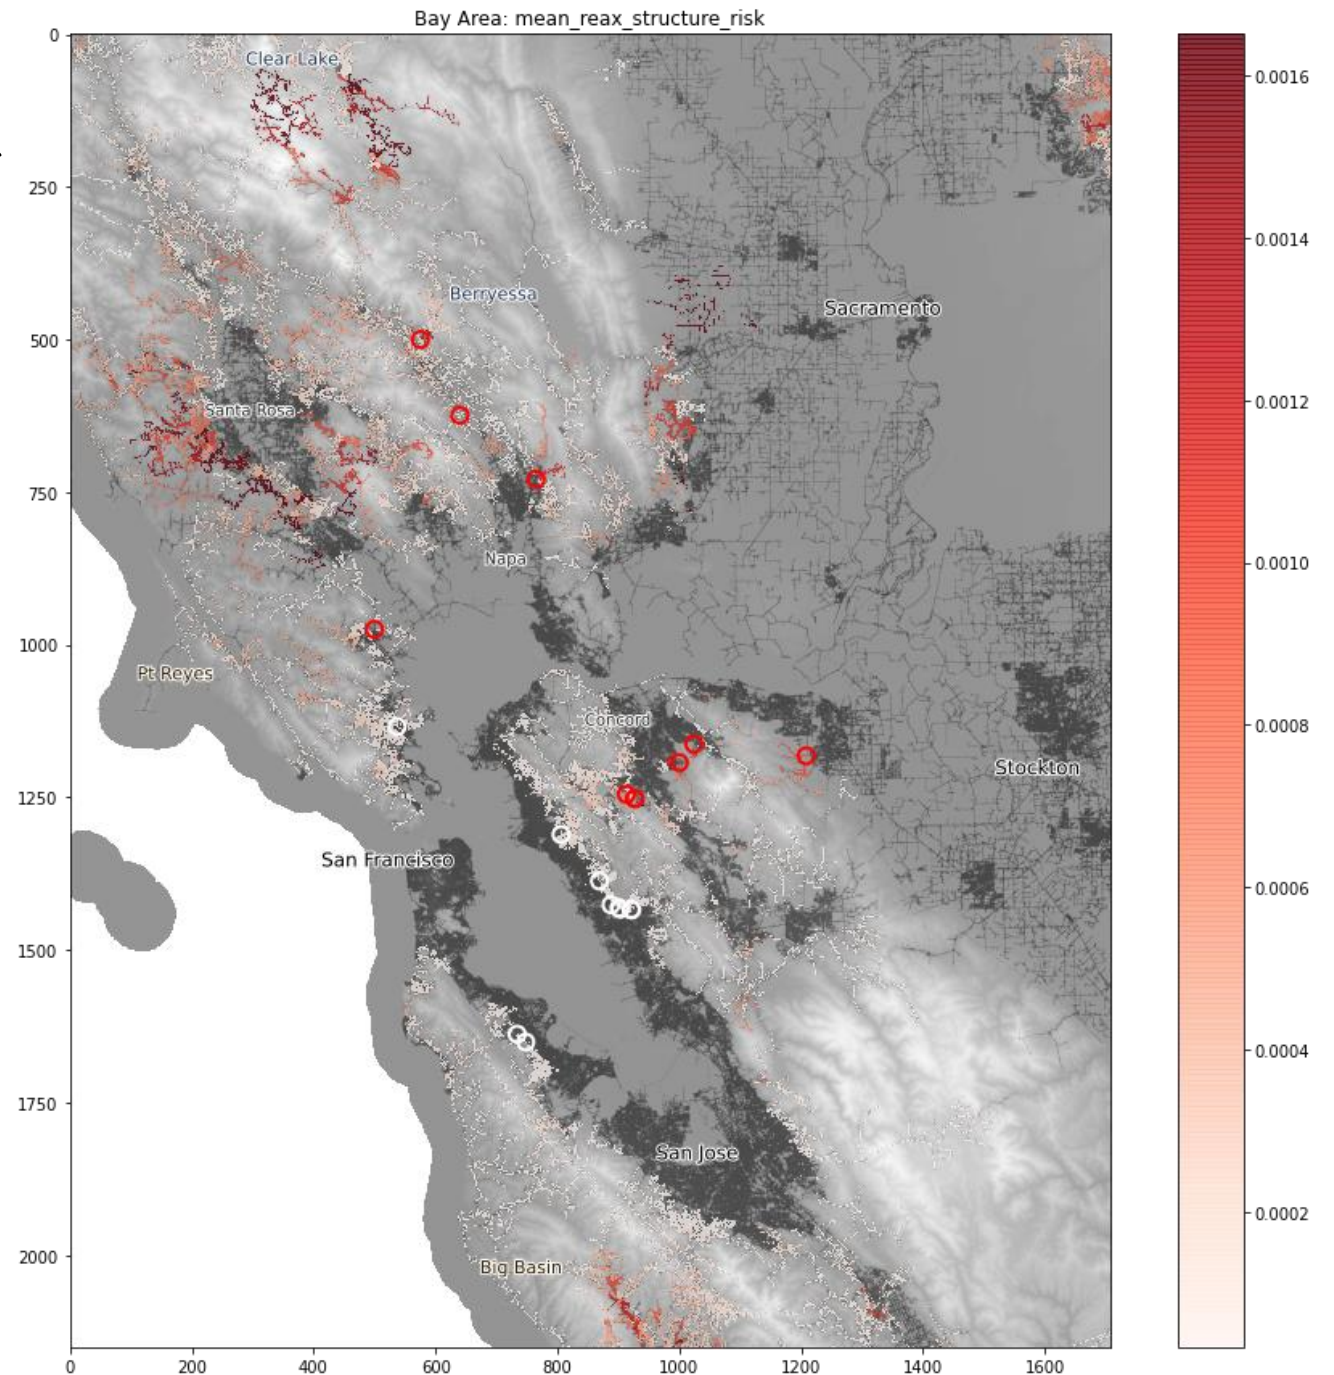 Bay Area: mean_reax_structure_risk
0
250
500
750
1000
1250
1500
1750
2000
0
200
400
600
800
1000
1200
1400
1600
Clear Lake
Berryessa
Sacramento
Santa Rosa
Napa
Pt Reyes
Concord
Stockton
San Francisco
San Jose
Big Basin
0.0016
0.0014
0.0012
0.0010
0.0008
0.0006
0.0004
0.0002